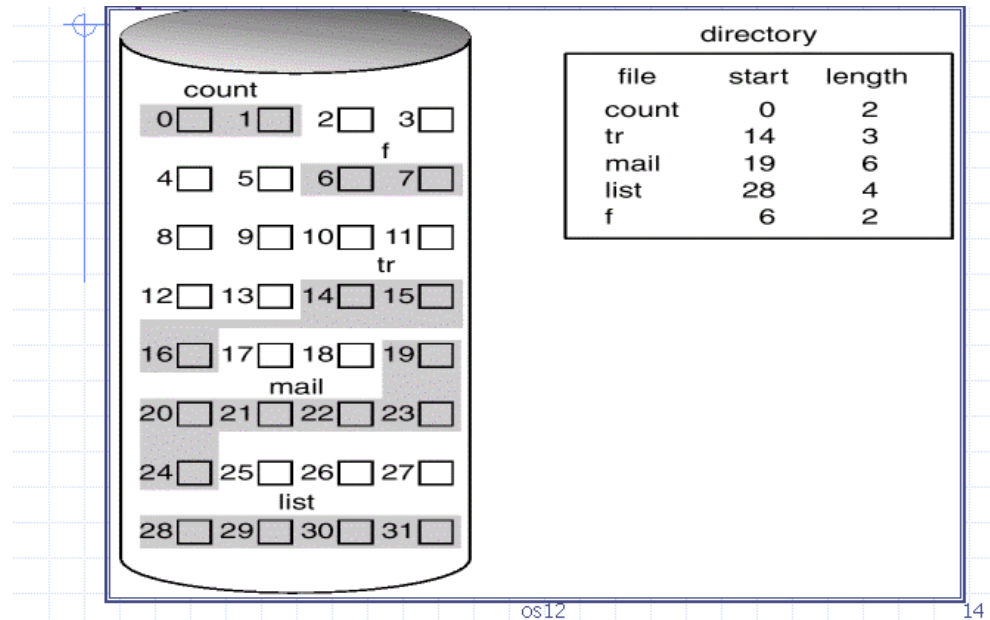 count
0 1 2 3
f
4 5 6 7
8 9 10 11
tr
12 13 14 15
16 17 18 19
mail
20 21 22 23
24 25 26 27
list
28 29 30 31
directory
file start length
count 0 2
tr 14 3
mail 19 6
list 28 4
f 6 2
os12
14